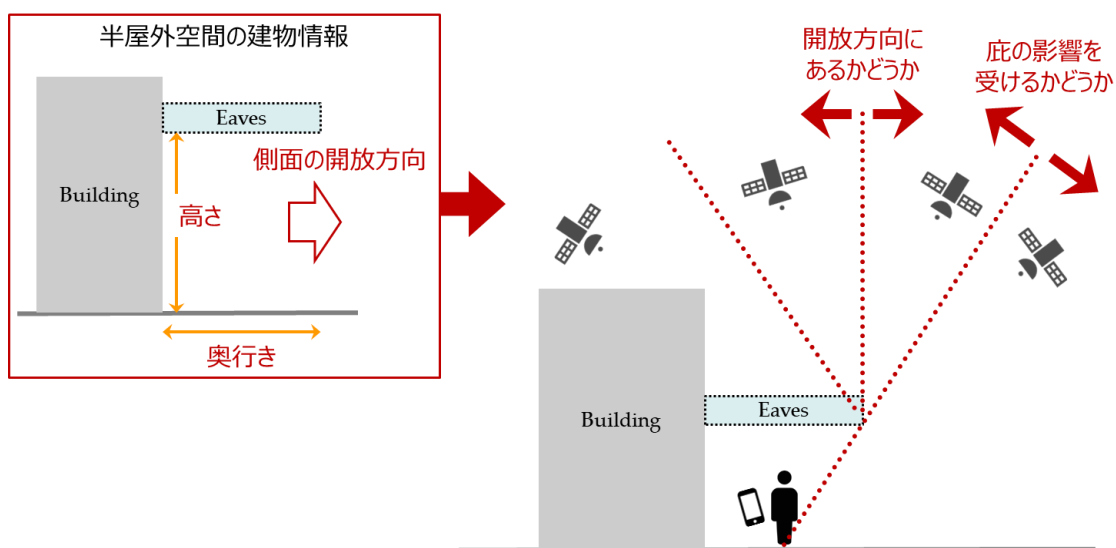 半屋外空間の建物情報
Eaves
側面の開放方向
Building
高さ
奥行き
開放方向に
あるかどうか
庇の影響を
受けるかどうか
Eaves
Building